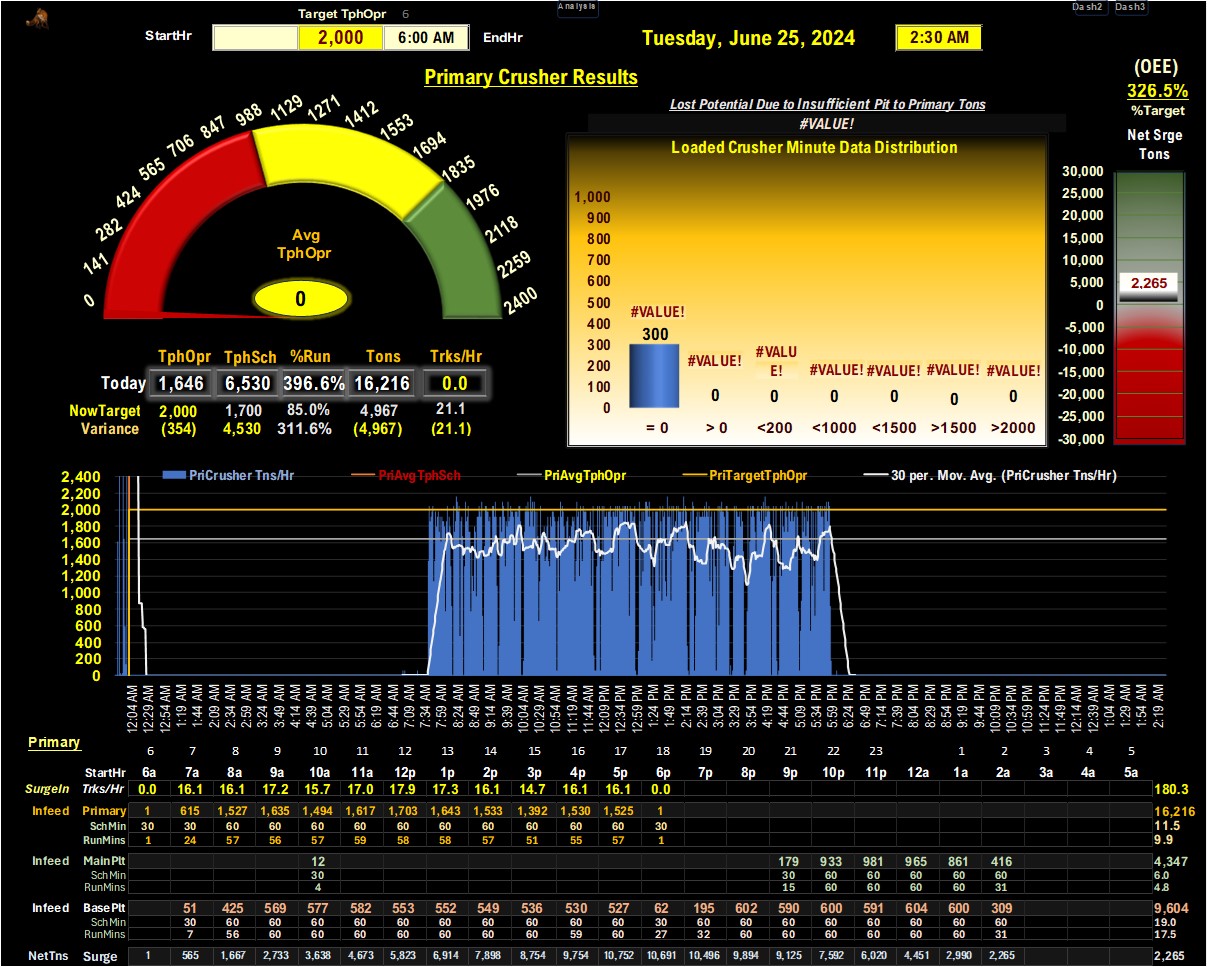 Target TphOpr 6
Analysis
Dash2 Dash3
StartHr 2,000 6:00 AM EndHr
Tuesday, June 25, 2024
2:30 AM
Primary Crusher Results
(OEE)
326.5%
%Target
Net Srge
Tons
0 141 282 424 565 706 847 988 1129 1271 1412 1553 1694 1835 1976 2118 2259 2400
Avg
TphOpr
0
Lost Potential Due to Insufficient Pit to Primary Tons
#VALUE!
Loaded Crusher Minute Data Distribution
1,000
900
800
700
600
500
400
300
200
100
0
#VALUE! #VALUE! #VALU
E! #VALUE! #VALUE! #VALUE! #VALUE!
300 0 0 0 0 0 0
= 0 > 0 <200 <1000 <1500 >1500 >2000
30,000
25,000
20,000
15,000
10,000
5,000
0
-5,000
-10,000
-15,000
-20,000
-25,000
-30,000
2,265
TphOpr TphSch %Run Tons Trks/Hr
Today 1,646 6,530 396.6% 16,216 0.0
NowTarget 2,000 1,700 85.0% 4,967 21.1
Variance (354) 4,530 311.6% (4,967) (21.1)
PriCrusher Tns/Hr PriAvgTphSch PriAvgTphOpr PriTargetTphOpr 30 per. Mov. Avg. (PriCrusher Tns/Hr)
2,400
2,200
2,000
1,800
1,600
1,400
1,200
1,000
800
600
400
200
0
12:04 AM 12:29 AM 12:54 AM 1:19 AM 1:44 AM 2:09 AM 2:34 AM 2:59 AM 3:24 AM 3:49 AM 4:14 AM 4:39 AM 5:04 AM 5:29 AM 5:54 AM 6:19 AM 6:44 AM 7:09 AM 7:34 AM 7:59 AM 8:24 AM 8:49 AM 9:14 AM 9:39 AM 10:04 AM 10:29 AM 10:54 AM 11:19 AM 11:44 AM 12:09 PM 12:34 PM 12:59 PM 1:24 PM 1:49 PM 2:14 PM 2:39 PM 3:04 PM 3:29 PM 3:54 PM 4:19 PM 4:44 PM 5:09 PM 5:34 PM 5:59 PM 6:24 PM 6:49 PM 7:14 PM 7:39 PM 8:04 PM 8:29 PM 8:54 PM 9:19 PM 9:44 PM 10:09 PM 10:34 PM 10:59 PM 11:24 PM 11:49 PM 12:14 AM 12:39 AM 1:04 AM 1:29 AM 1:54 AM 2:19 AM
Primary
6 7 8 9 10 11 12 13 14 15 16 17 18 19 20 21 22 23 1 2 3 4 5
StartHr 6a 7a 8a 9a 10a 11a 12p 1p 2p 3p 4p 5p 6p 7p 8p 9p 10p 11p 12a 1a 2a 3a 4a 5a
SurgeIn Trks/Hr 0.0 16.1 16.1 17.2 15.7 17.0 17.9 17.3 16.1 14.7 16.1 16.1 0.0 180.3
Infeed Primary 1 615 1,527 1,635 1,494 1,617 1,703 1,643 1,533 1,392 1,530 1,525 1 16,216
SchMin 30 30 60 60 60 60 60 60 60 60 60 60 30 11.5
RunMins 1 24 57 56 57 59 58 58 57 51 55 57 1 9.9
Infeed MainPlt 12 179 933 981 965 861 416 4,347
SchMin 30 30 60 60 60 60 60 6.0
RunMins 4 15 60 60 60 60 31 4.8
Infeed BasePlt 51 425 569 577 582 553 552 549 536 530 527 62 195 602 590 600 591 604 600 309 9,604
SchMin 30 60 60 60 60 60 60 60 60 60 60 30 60 60 60 60 60 60 60 60 19.0
RunMins 7 56 60 60 60 60 60 60 60 59 60 27 32 60 60 60 60 60 60 31 17.5
NetTns Surge 1 565 1,667 2,733 3,638 4,673 5,823 6,914 7,898 8,754 9,754 10,752 10,691 10,496 9,894 9,125 7,592 6,020 4,451 2,990 2,265 2,265